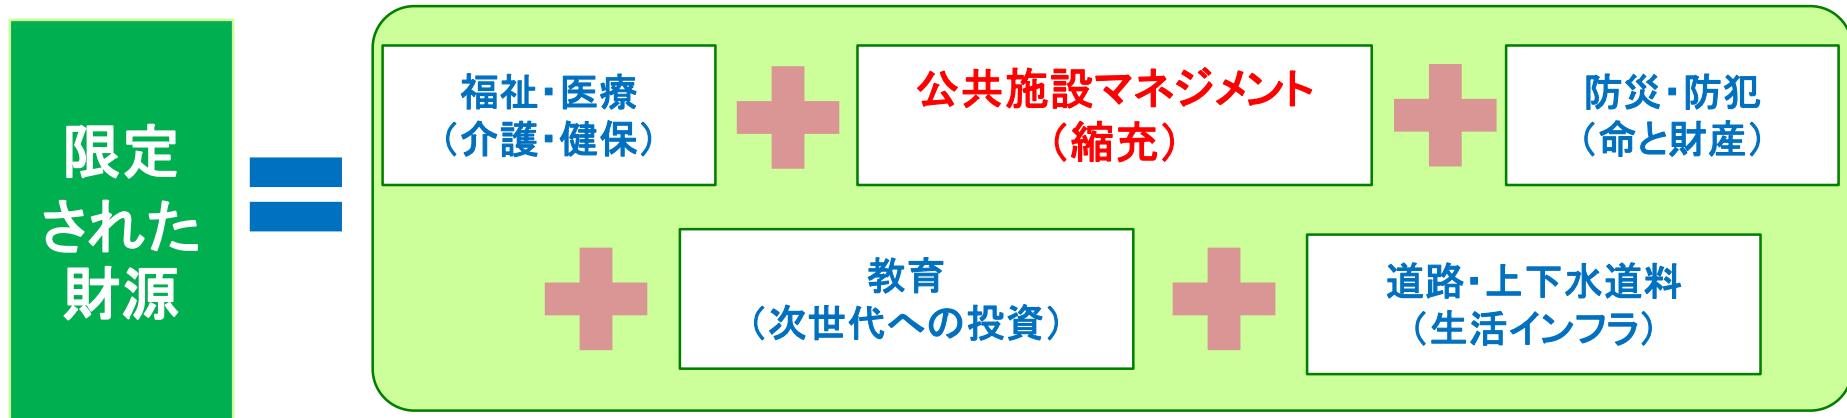 限定
された
財源
福祉・医療
（介護・健保）
公共施設マネジメント
（縮充）
防災・防犯
（命と財産）
教育
（次世代への投資）
道路・上下水道料
（生活インフラ）